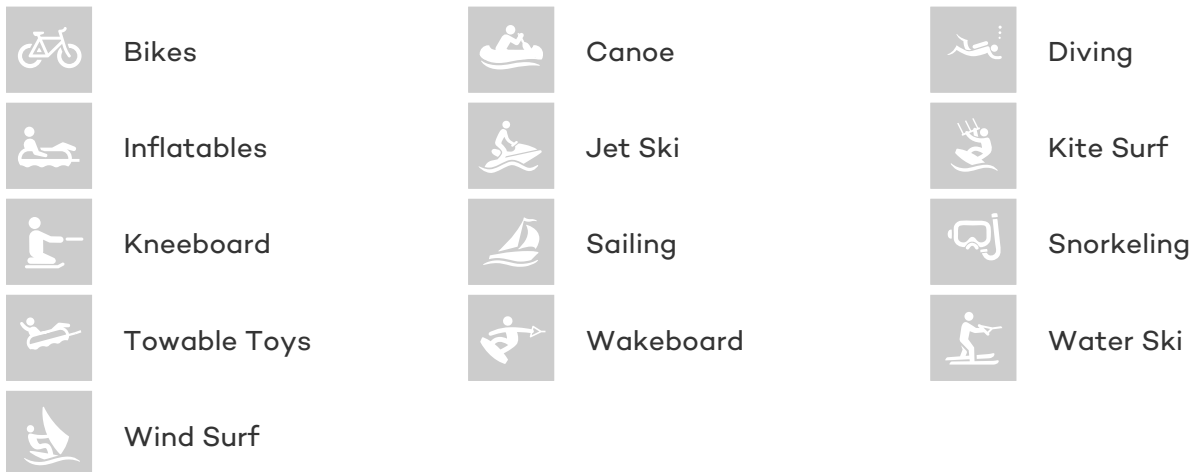 Bikes
Canoe
Diving
Inflatables
Jet Ski
Kite Surf
Kneeboard
Sailing
Snorkeling
Towable Toys
Wakeboard
Water Ski
Wind Surf